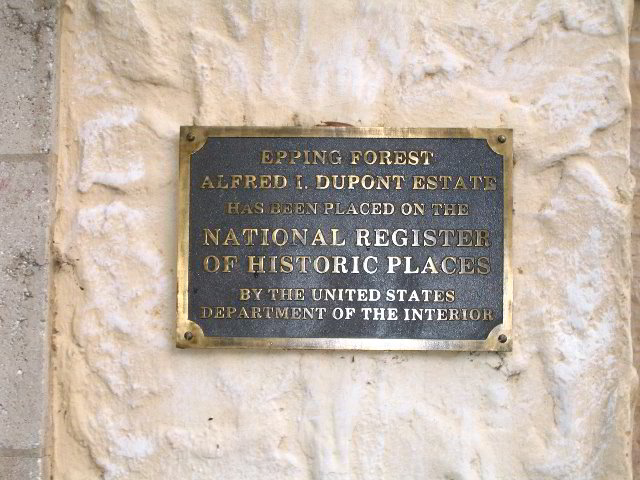 EPPING FOREST
ALFRED I. DUPONT ESTATE
HAS BEEN PLACED ON THE
NATIONAL REGISTER
OF HISTORIC PLACES
BY THE UNITED STATES
DEPARTMENT OF THE INTERIOR